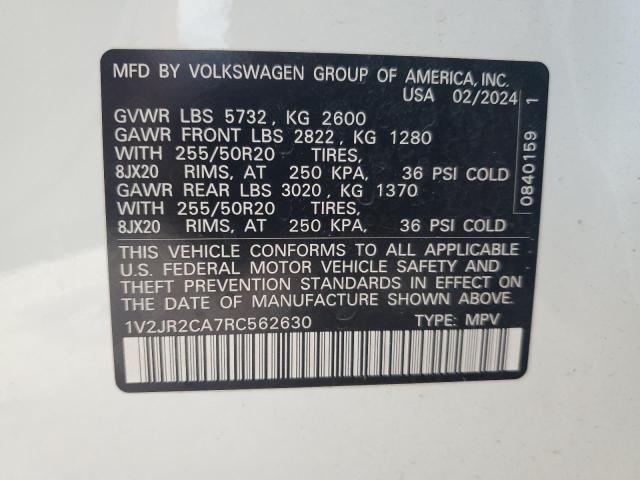 MFD BY VOLKSWAGEN GROUP OF AMERICA, INC.
USA 02/2024
GVWR LBS 5732, KG 2600
GAWR FRONT LBS 2822, KG 1280
WITH 255/50R20 TIRES,
8JX20 RIMS, AT 250 KPA, 36 PSI COLD
GAWR REAR LBS 3020, KG 1370
WITH 255/50R20 TIRES,
8JX20 RIMS, AT 250 KPA, 36 PSI COLD
THIS VEHICLE CONFORMS TO ALL APPLICABLE
U.S. FEDERAL MOTOR VEHICLE SAFETY AND
THEFT PREVENTION STANDARDS IN EFFECT ON
THE DATE OF MANUFACTURE SHOWN ABOVE.
1V2JR2CA7RC562630 TYPE: MPV
0840159 1